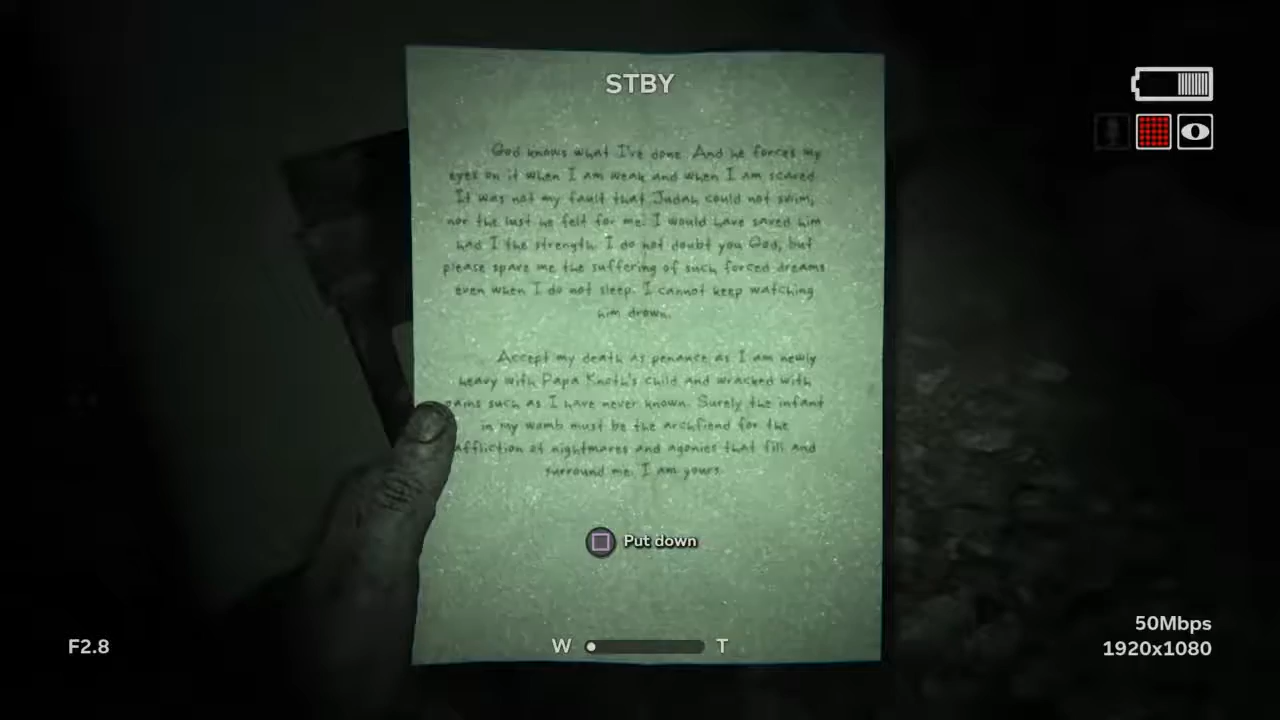 STBY
God knows what I've done. And he forces my
eyes on it when I am weak and when I am scared.
It was not my fault that Judah could not swim,
nor the lust he felt for me. I would have saved him
had I the strength. I do not doubt you God, but
please spare me the suffering of such forced dreams
even when I do not sleep. I cannot keep watching
him drown.
Accept my death as penance as I am newly
heavy with Papa Knoth's child and wracked with
pains such as I have never known. Surely the infant
in my womb must be the archfiend for the
affliction of nightmares and agonies that fill and
surround me. I am yours.
Put down
F2.8
W T
50Mbps
1920x1080